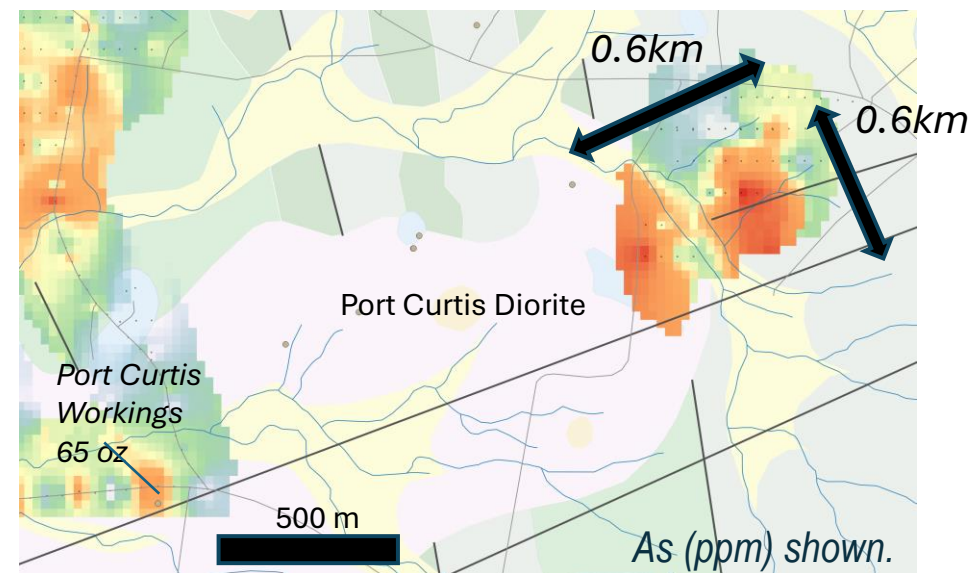 0.6km
0.6km
Port Curtis Diorite
Port Curtis
Workings
65 oz
500 m
As (ppm) shown.